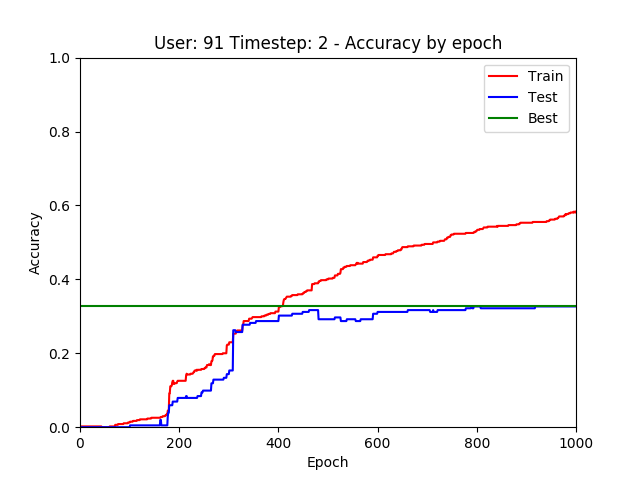 User: 91 Timestep: 2 - Accuracy by epoch
1.0
0.8
0.6
0.4
0.2
0.0
Accuracy
Train
Test
Best
0 200 400 600 800 1000
Epoch